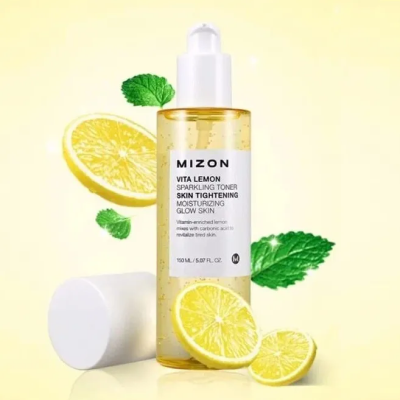 MIZON
VITA LEMON
SPARKLING TONER
SKIN TIGHTENING
MOISTURIZING
GLOW SKIN
Vitamin-enriched lemon
mixes with carbonic acid to
revitalize tired skin.
150 ML / 5.07 FL. OZ
M